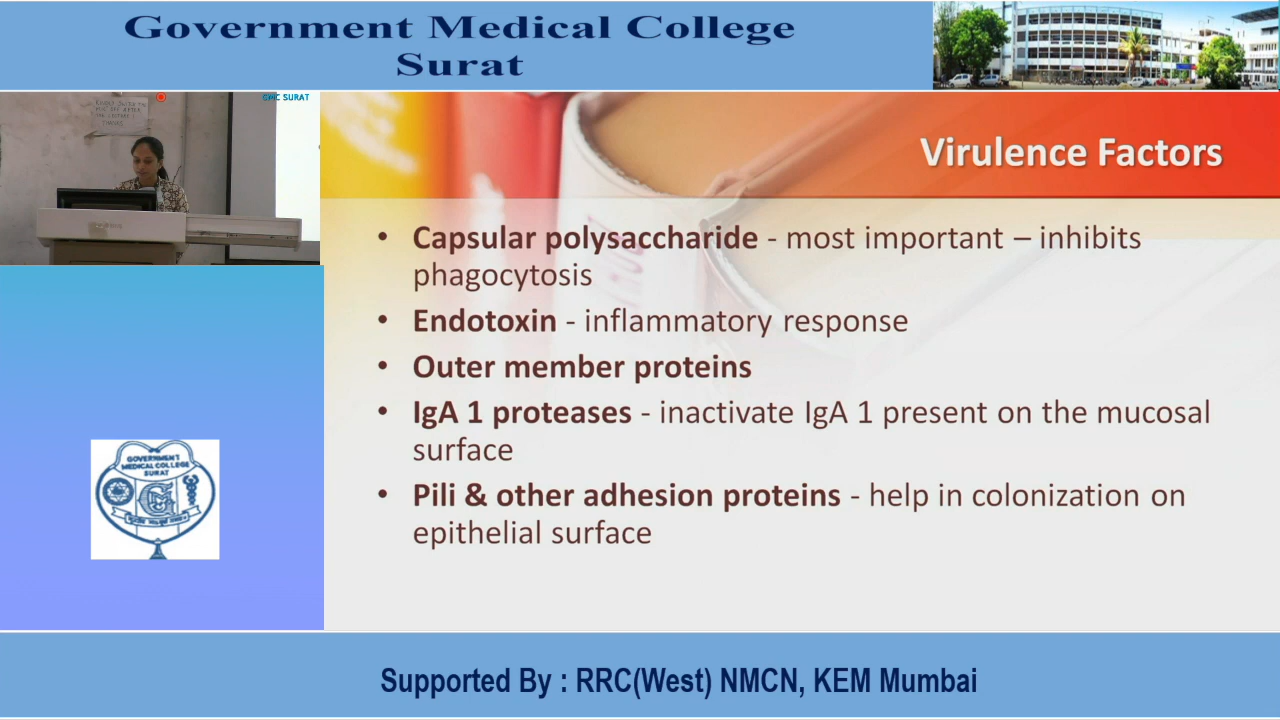 Government Medical College
Surat
GMC SURAT
Virulence Factors
• Capsular polysaccharide - most important – inhibits
phagocytosis
• Endotoxin - inflammatory response
• Outer member proteins
• IgA 1 proteases - inactivate IgA 1 present on the mucosal
surface
• Pili & other adhesion proteins - help in colonization on
epithelial surface
GOVERNMENT
MEDICAL COLLEGE
SURAT
Supported By : RRC(West) NMCN, KEM Mumbai